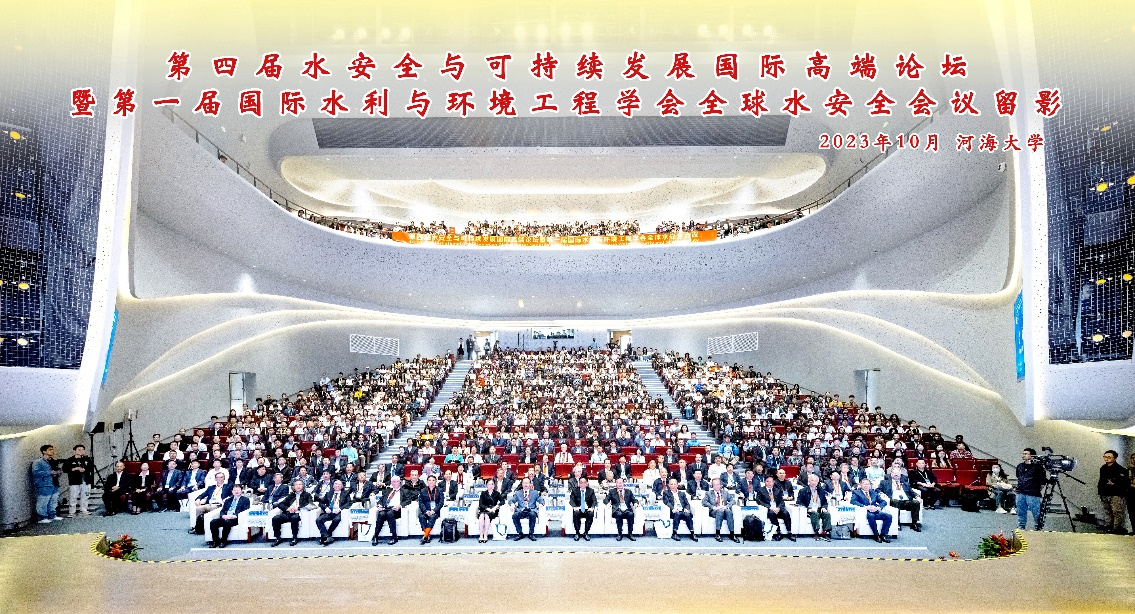 第四届水安全与可持续发展国际高端论坛
暨第一届国际水利与环境工程学会全球水安全会议留影
2023年10月 河海大学